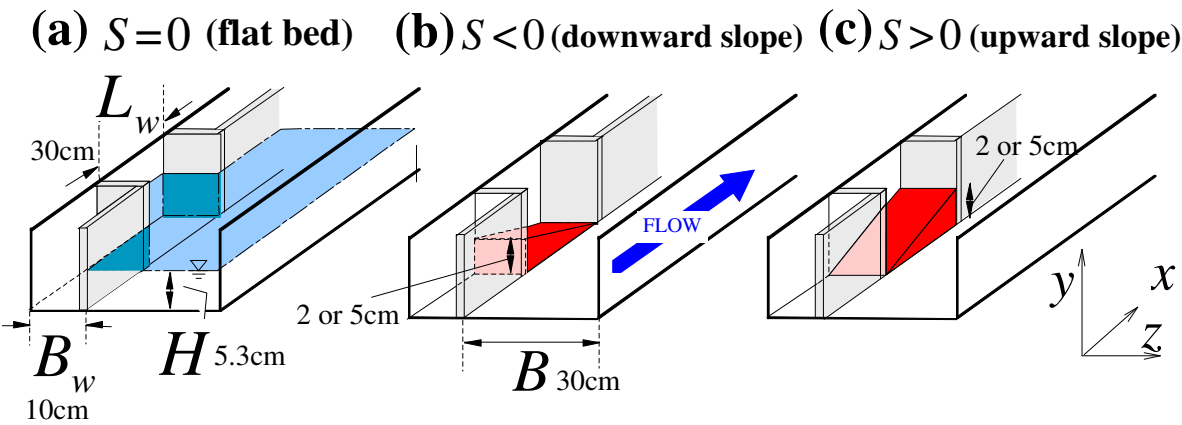 (a) S=0 (flat bed)
(b) S<0 (downward slope)
(c) S>0 (upward slope)
L_w
30cm
B_w
10cm
H 5.3cm
2 or 5cm
B 30cm
FLOW
2 or 5cm
y
x
z